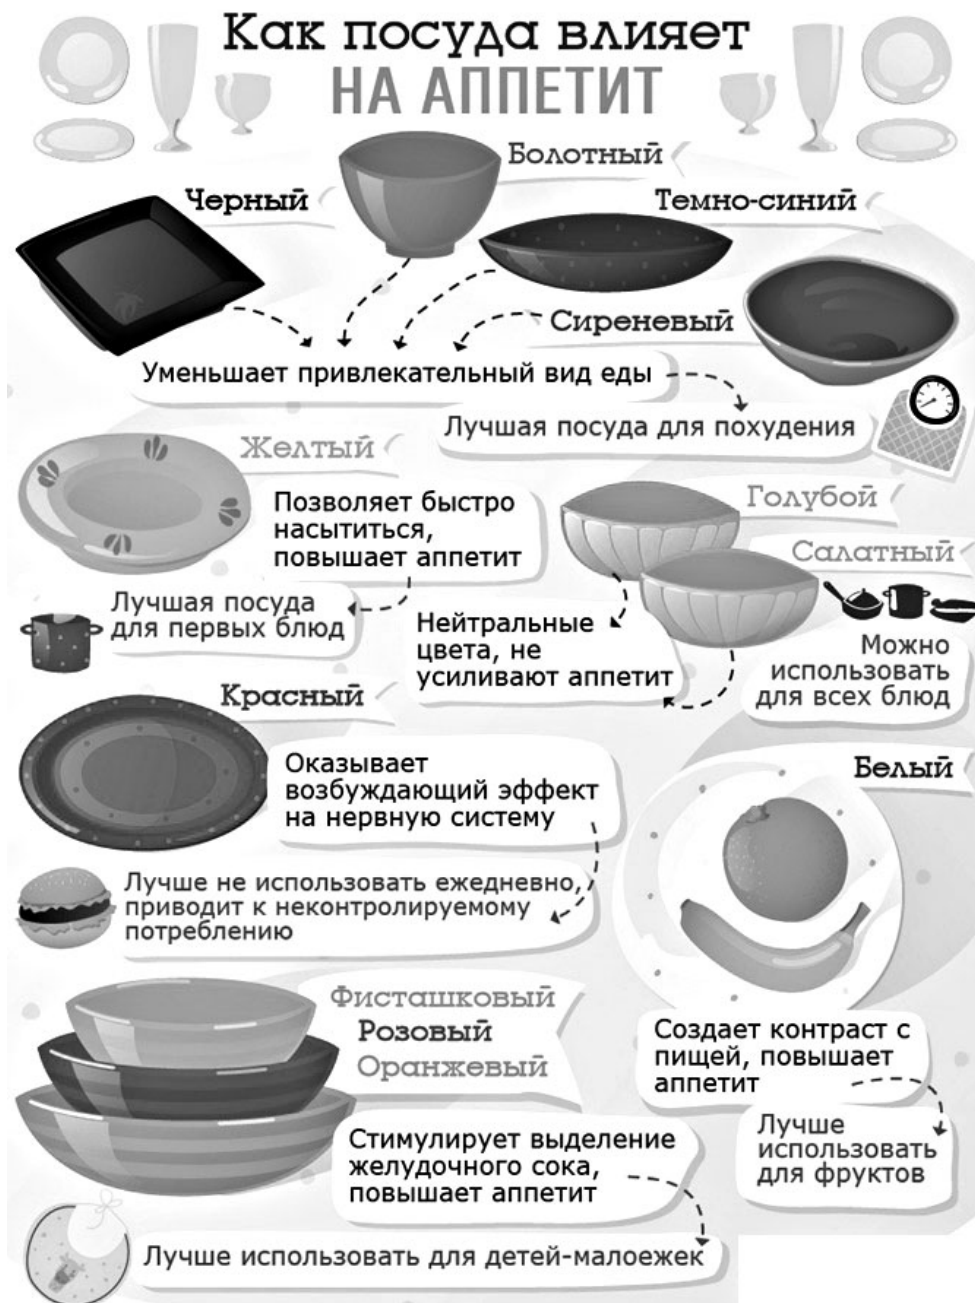 Как посуда влияет
НА АППЕТИТ
Болотный
Черный
Темно-синий
Сиреневый
Уменьшает привлекательный вид еды
Лучшая посуда для похудения
Желтый
Позволяет быстро
насытиться,
повышает аппетит
Лучшая посуда
для первых блюд
Голубой
Салатный
Нейтральные
цвета, не
усиливают аппетит
Можно
использовать
для всех блюд
Красный
Оказывает
возбуждающий эффект
на нервную систему
Лучше не использовать ежедневно,
приводит к неконтролируемому
потреблению
Белый
Создает контраст с
пищей, повышает
аппетит
Лучше
использовать
для фруктов
Фисташковый
Розовый
Оранжевый
Стимулирует выделение
желудочного сока,
повышает аппетит
Лучше использовать для детей-малоежек